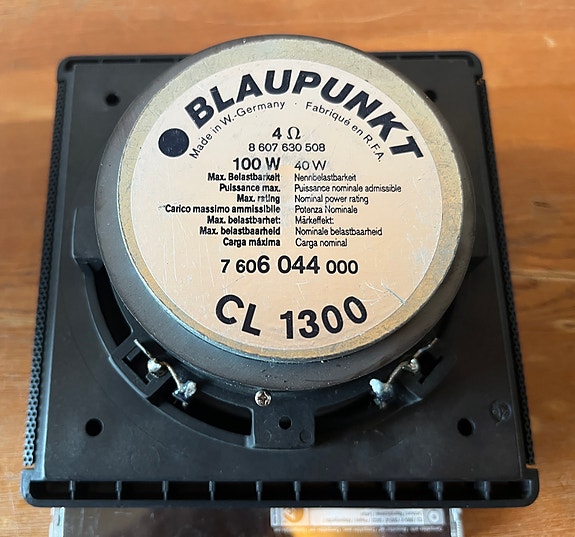 BLAUPUNKT
Made in W.-Germany · Fabriqué en R.F.A.
4 Ω
8 607 630 508
100 W 40 W
Max. Belastbarkeit Nennbelastbarkeit
Puissance max. Puissance nominale admissible
Max. rating Nominal power rating
Carico massimo ammissibile Potenza Nominale
Max. belastbarhet: Märkeffekt:
Max. belastbaarheid Nominale belastbaarheid
Carga máxima Carga nominal
7 606 044 000
CL 1300